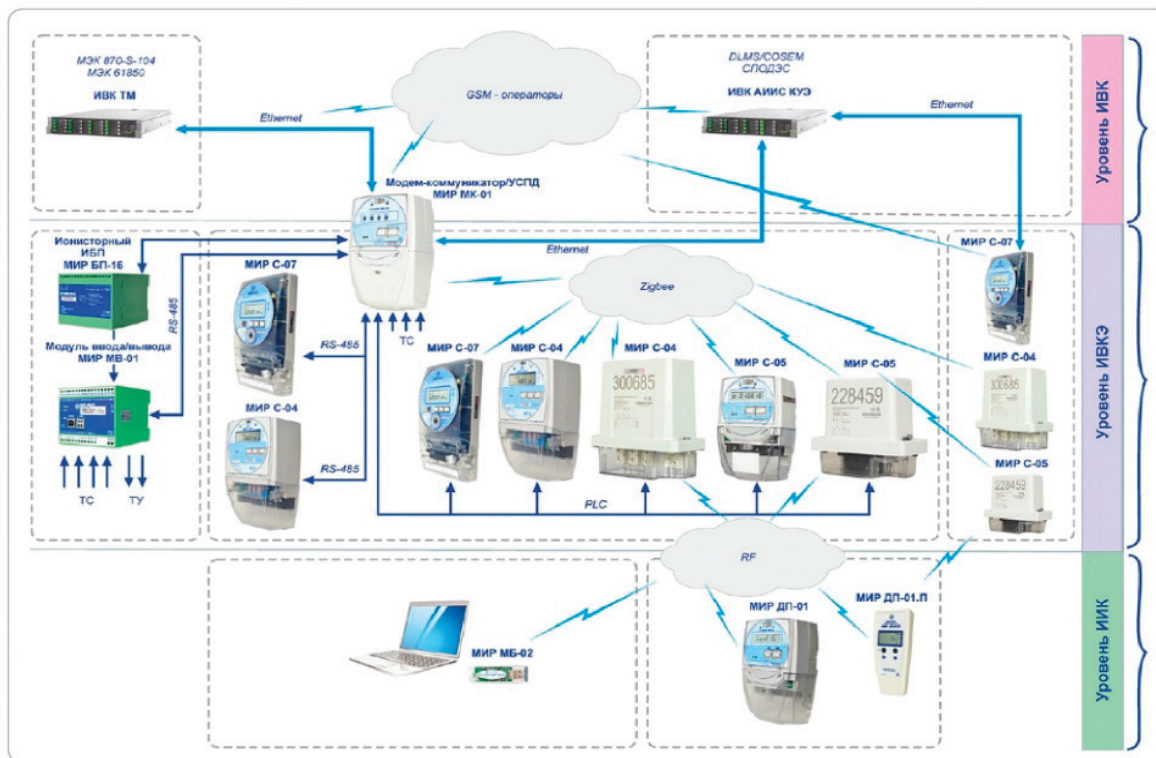 МЭК 870-S-104
МЭК 61850
ИВК ТМ
GSM - операторы
DLMS/COSEM
СПОДЭС
ИВК АИИС КУЭ
Ethernet
Ethernet
Уровень ИВК
Модем-коммуникатор/УСПД
МИР МК-01
Ethernet
Ионисторный
ИБП
МИР БП-16
RS-485
Модуль ввода/вывода
МИР МВ-01
ТС
ТУ
МИР С-07
RS-485
МИР С-04
RS-485
ТС
Zigbee
МИР С-07
МИР С-04
МИР С-04
300685
МИР С-05
МИР С-05
228459
PLC
МИР С-07
МИР С-04
300685
МИР С-05
228459
Уровень ИВКЭ
RF
МИР МБ-02
МИР ДП-01
МИР ДП-01.П
Уровень ИИК